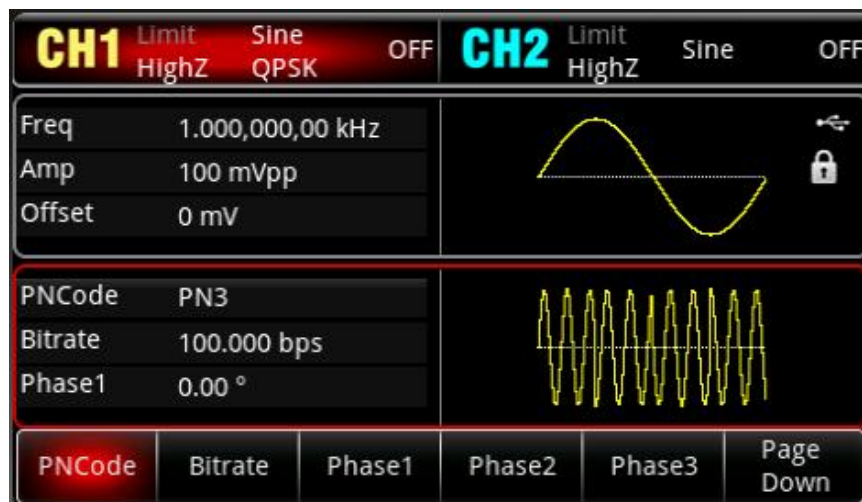 CH1 Limit Sine OFF CH2 Limit Sine OFF
HighZ QPSK HighZ
Freq 1.000,000,00 kHz
Amp 100 mVpp
Offset 0 mV
PNCode PN3
Bitrate 100.000 bps
Phase1 0.00 °
PNCode Bitrate Phase1 Phase2 Phase3 Page Down